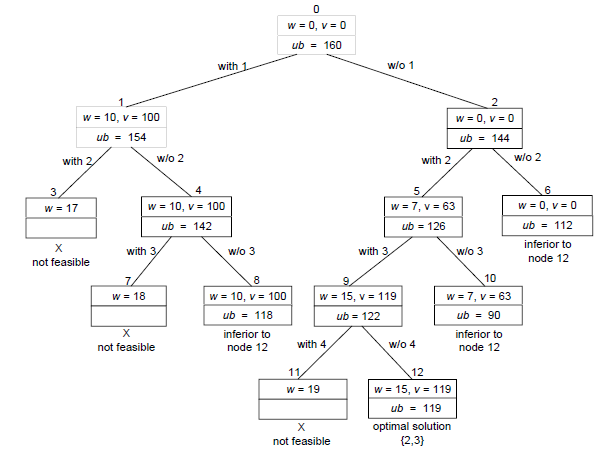 0
w = 0, v = 0
ub = 160
with 1
w/o 1
1
w = 10, v = 100
ub = 154
2
w = 0, v = 0
ub = 144
with 2
w/o 2
with 2
w/o 2
3
w = 17
X
not feasible
4
w = 10, v = 100
ub = 142
5
w = 7, v = 63
ub = 126
6
w = 0, v = 0
ub = 112
inferior to
node 12
with 3
w/o 3
with 3
w/o 3
7
w = 18
X
not feasible
8
w = 10, v = 100
ub = 118
inferior to
node 12
9
w = 15, v = 119
ub = 122
10
w = 7, v = 63
ub = 90
inferior to
node 12
with 4
w/o 4
11
w = 19
X
not feasible
12
w = 15, v = 119
ub = 119
optimal solution
{2,3}